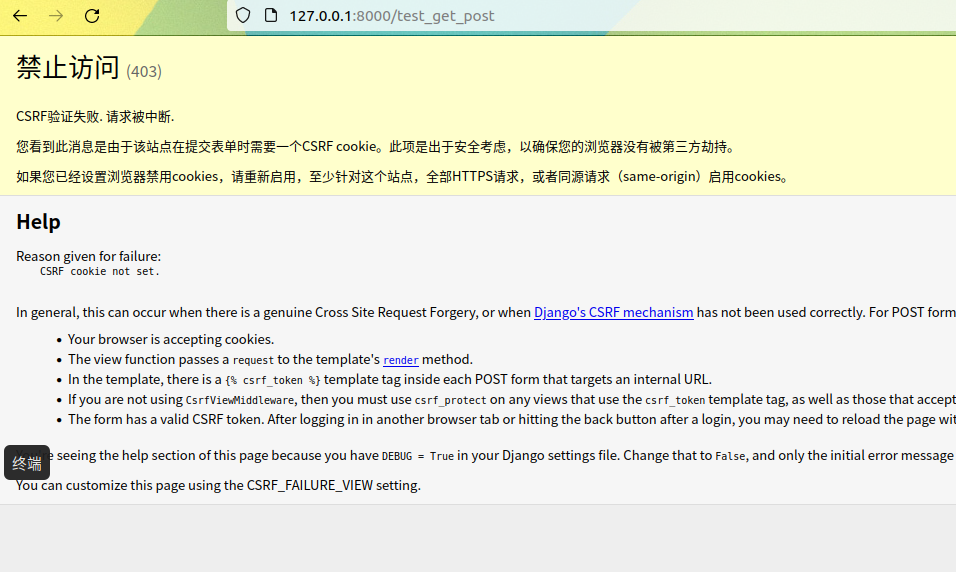 127.0.0.1:8000/test_get_post
禁止访问 (403)
CSRF验证失败. 请求被中断.
您看到此消息是由于该站点在提交表单时需要一个CSRF cookie。此项是出于安全考虑，以确保您的浏览器没有被第三方劫持。
如果您已经设置浏览器禁用cookies，请重新启用，至少针对这个站点，全部HTTPS请求，或者同源请求（same-origin）启用cookies。
Help
Reason given for failure:
CSRF cookie not set.
In general, this can occur when there is a genuine Cross Site Request Forgery, or when Django's CSRF mechanism has not been used correctly. For POST form
• Your browser is accepting cookies.
• The view function passes a request to the template's render method.
• In the template, there is a {% csrf_token %} template tag inside each POST form that targets an internal URL.
• If you are not using CsrfViewMiddleware, then you must use csrf_protect on any views that use the csrf_token template tag, as well as those that accept
• The form has a valid CSRF token. After logging in in another browser tab or hitting the back button after a login, you may need to reload the page wit
终端
seeing the help section of this page because you have DEBUG = True in your Django settings file. Change that to False, and only the initial error message
You can customize this page using the CSRF_FAILURE_VIEW setting.